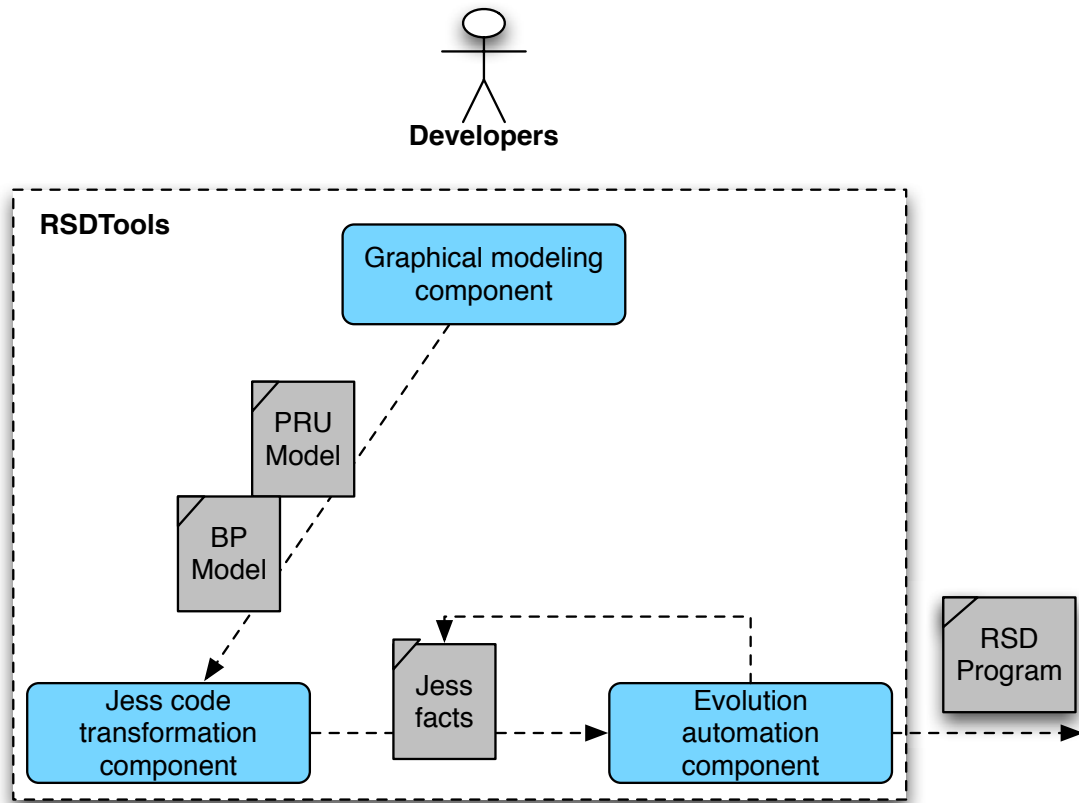 Developers
RSDTools
Graphical modeling
component
PRU
Model
BP
Model
Jess code
transformation
component
Jess
facts
Evolution
automation
component
RSD
Program